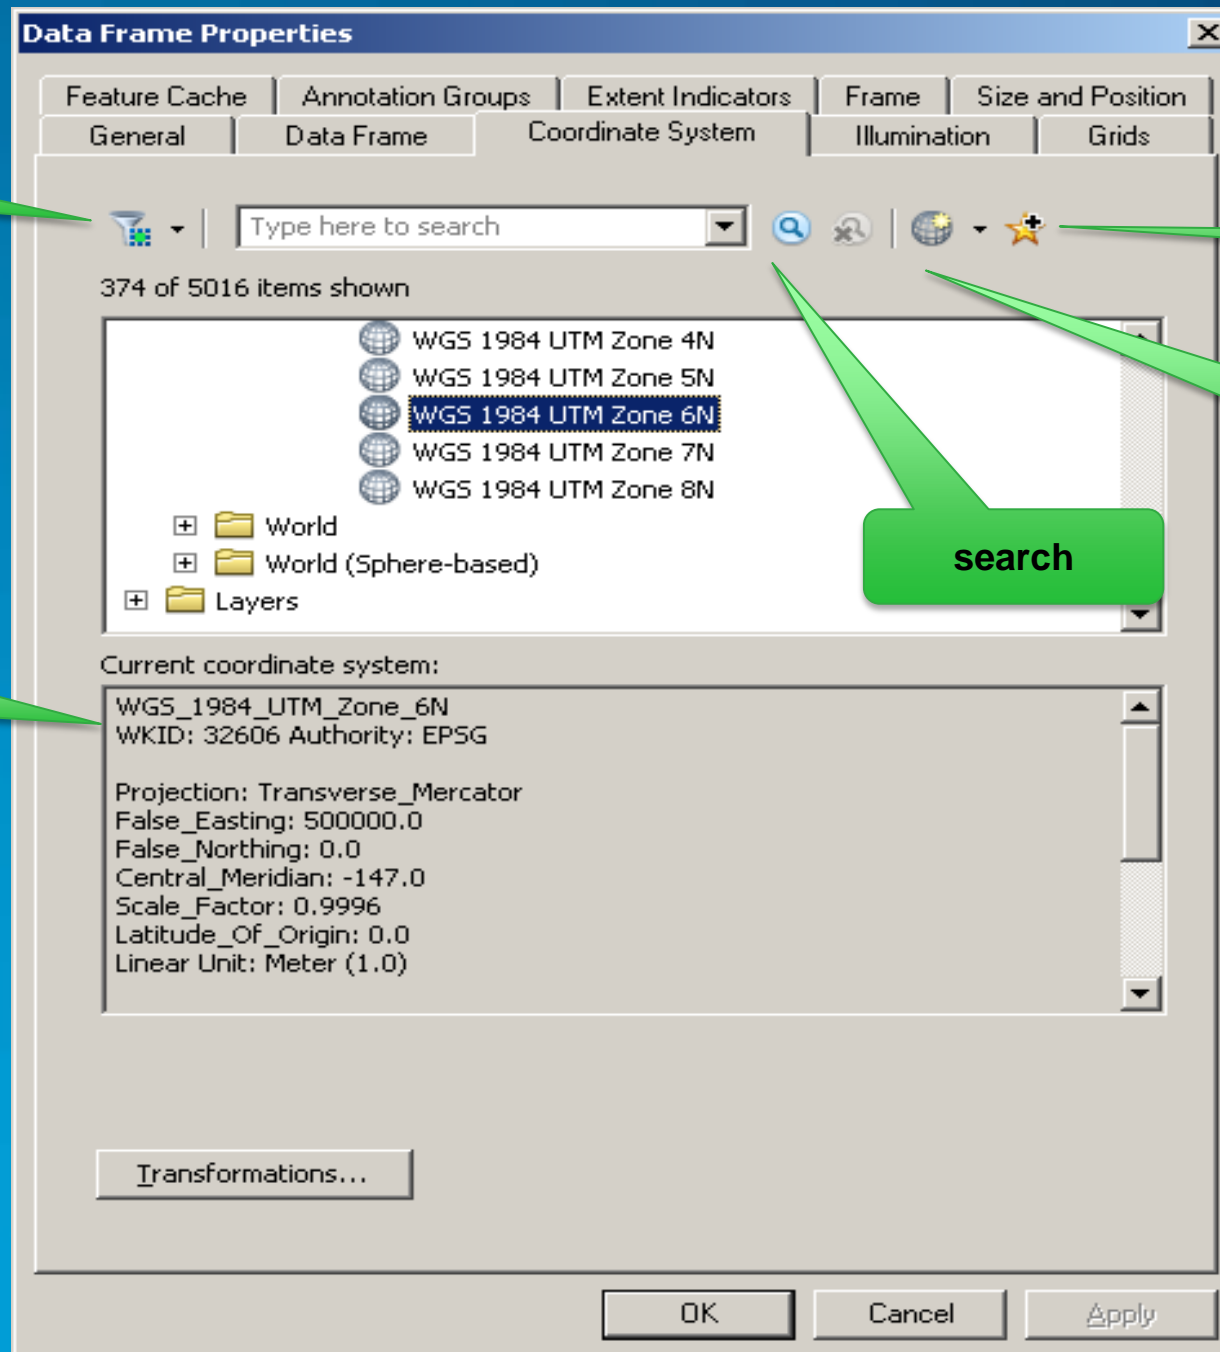 Data Frame Properties
Feature Cache Annotation Groups Extent Indicators Frame Size and Position
General Data Frame Coordinate System Illumination Grids
Type here to search
374 of 5016 items shown
WGS 1984 UTM Zone 4N
WGS 1984 UTM Zone 5N
WGS 1984 UTM Zone 6N
WGS 1984 UTM Zone 7N
WGS 1984 UTM Zone 8N
World
World (Sphere-based)
Layers
search
Current coordinate system:
WGS_1984_UTM_Zone_6N
WKID: 32606 Authority: EPSG
Projection: Transverse_Mercator
False_Easting: 500000.0
False_Northing: 0.0
Central_Meridian: -147.0
Scale_Factor: 0.9996
Latitude_Of_Origin: 0.0
Linear Unit: Meter (1.0)
Transformations...
OK Cancel Apply